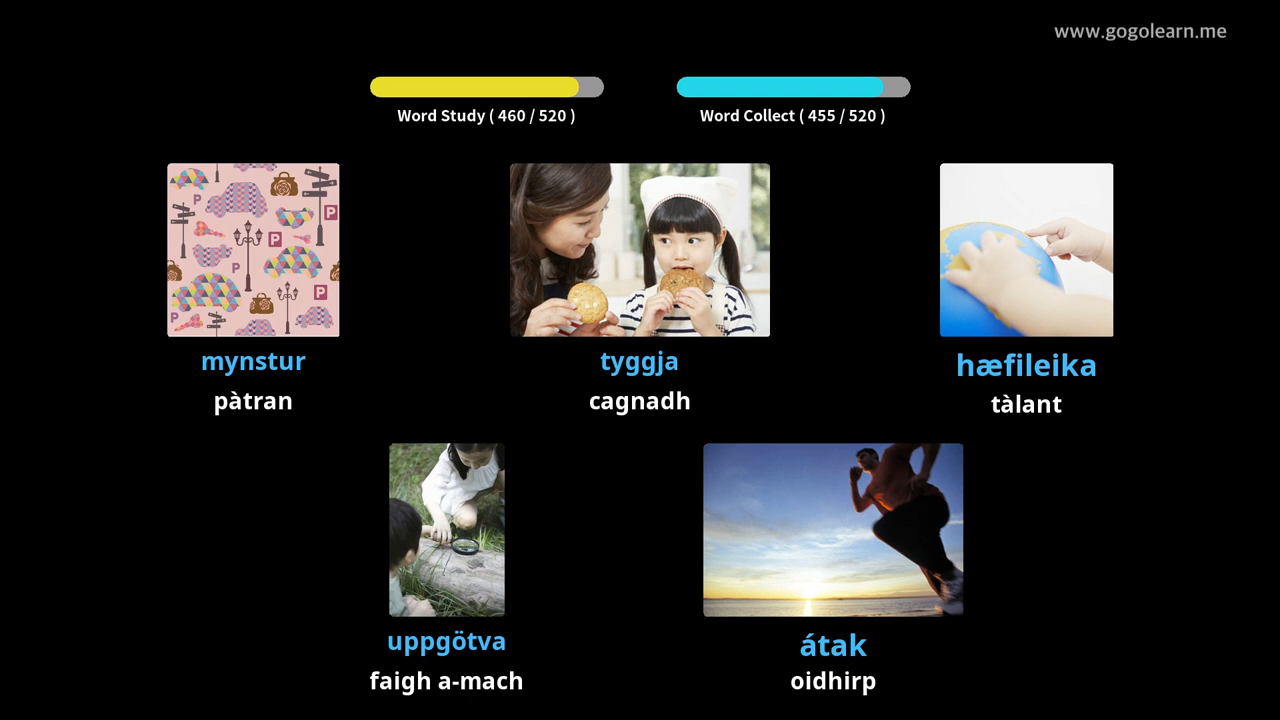 www.gogolearn.me
Word Study ( 460 / 520 )
Word Collect ( 455 / 520 )
P
P
P
P
P
P
mynstur
pàtran
tyggja
cagnadh
hæfileika
tàlant
uppgötva
faigh a-mach
átak
oidhirp